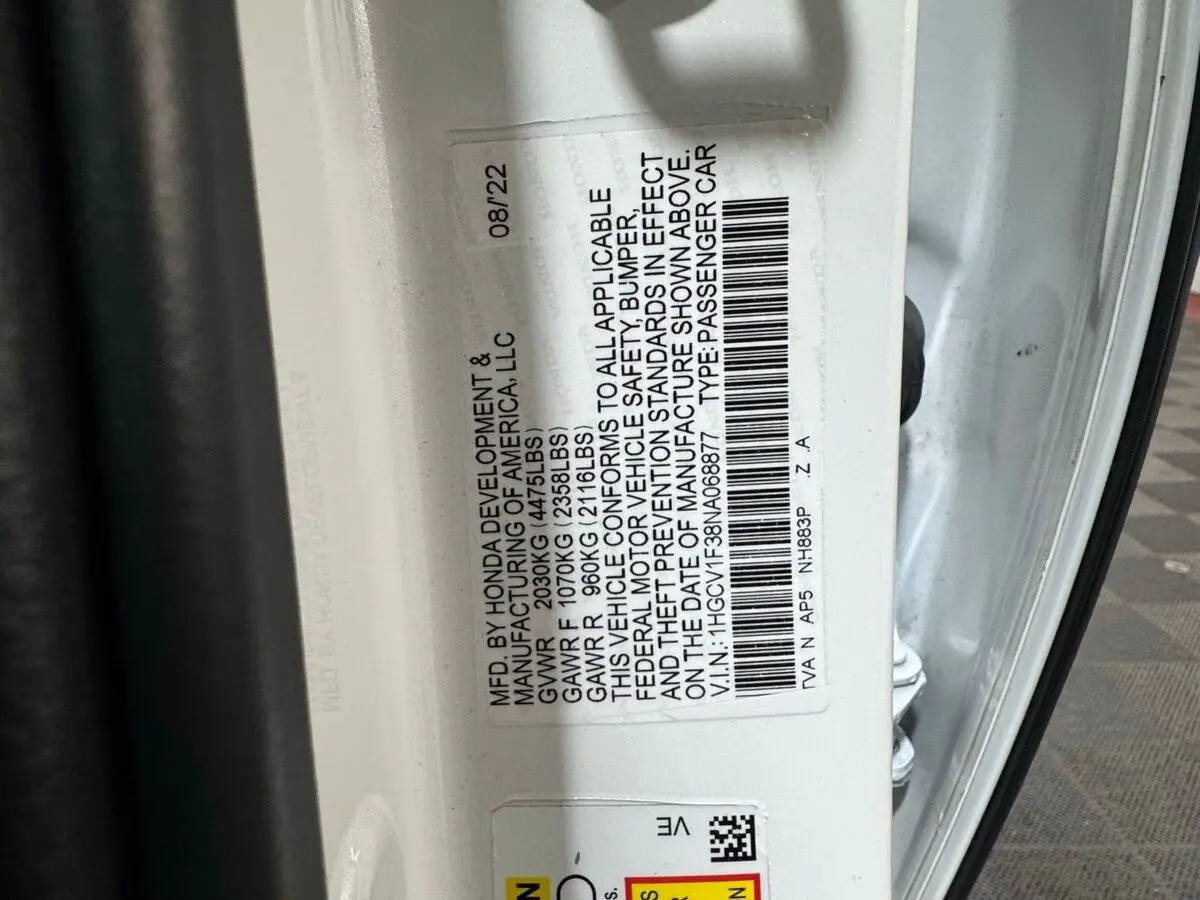 MFD. BY HONDA DEVELOPMENT &
MANUFACTURING OF AMERICA, LLC 08/'22
GVWR 2030KG (4475LBS)
GAWR F 1070KG (2358LBS)
GAWR R 960KG (2116LBS)
THIS VEHICLE CONFORMS TO ALL APPLICABLE
FEDERAL MOTOR VEHICLE SAFETY, BUMPER,
AND THEFT PREVENTION STANDARDS IN EFFECT
ON THE DATE OF MANUFACTURE SHOWN ABOVE.
V.I.N.:1HGCV1F38NA068877 TYPE:PASSENGER CAR
TVA N AP5 NH883P .Z A
VE